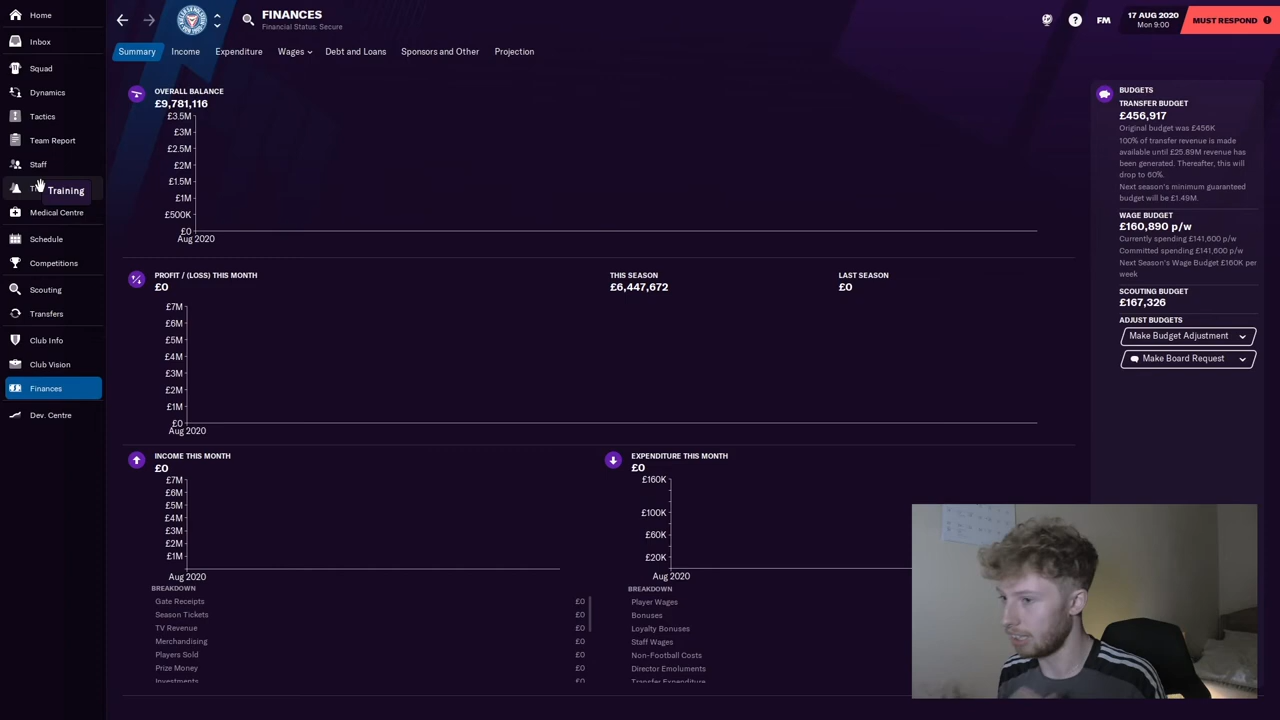 Home
Inbox
Squad
Dynamics
Tactics
Team Report
Staff
Training
Medical Centre
Schedule
Competitions
Scouting
Transfers
Club Info
Club Vision
Finances
Dev. Centre
FINANCES
Financial Status: Secure
?
FM
17 AUG 2020
Mon 9:00
MUST RESPOND
Summary
Income
Expenditure
Wages
Debt and Loans
Sponsors and Other
Projection
OVERALL BALANCE
£9,781,116
£3.5M
£3M
£2.5M
£2M
£1.5M
£1M
£500K
£0
Aug 2020
PROFIT / (LOSS) THIS MONTH
£0
THIS SEASON
£6,447,672
LAST SEASON
£0
£7M
£6M
£5M
£4M
£3M
£2M
£1M
£0
Aug 2020
INCOME THIS MONTH
£0
£7M
£6M
£5M
£4M
£3M
£2M
£1M
Aug 2020
BREAKDOWN
Gate Receipts £0
Season Tickets £0
TV Revenue £0
Merchandising £0
Players Sold £0
Prize Money £0
Investments £0
EXPENDITURE THIS MONTH
£0
£160K
£100K
£60K
£20K
Aug 2020
BREAKDOWN
Player Wages
Bonuses
Loyalty Bonuses
Staff Wages
Non-Football Costs
Director Emoluments
Transfer Expenditure
BUDGETS
TRANSFER BUDGET
£456,917
Original budget was £456K
100% of transfer revenue is made
available until £25.89M revenue has
been generated. Thereafter, this will
drop to 60%.
Next season's minimum guaranteed
budget will be £1.49M.
WAGE BUDGET
£160,890 p/w
Currently spending £141,600 p/w
Committed spending £141,600 p/w
Next Season's Wage Budget £160K per
week
SCOUTING BUDGET
£167,326
ADJUST BUDGETS
Make Budget Adjustment
Make Board Request